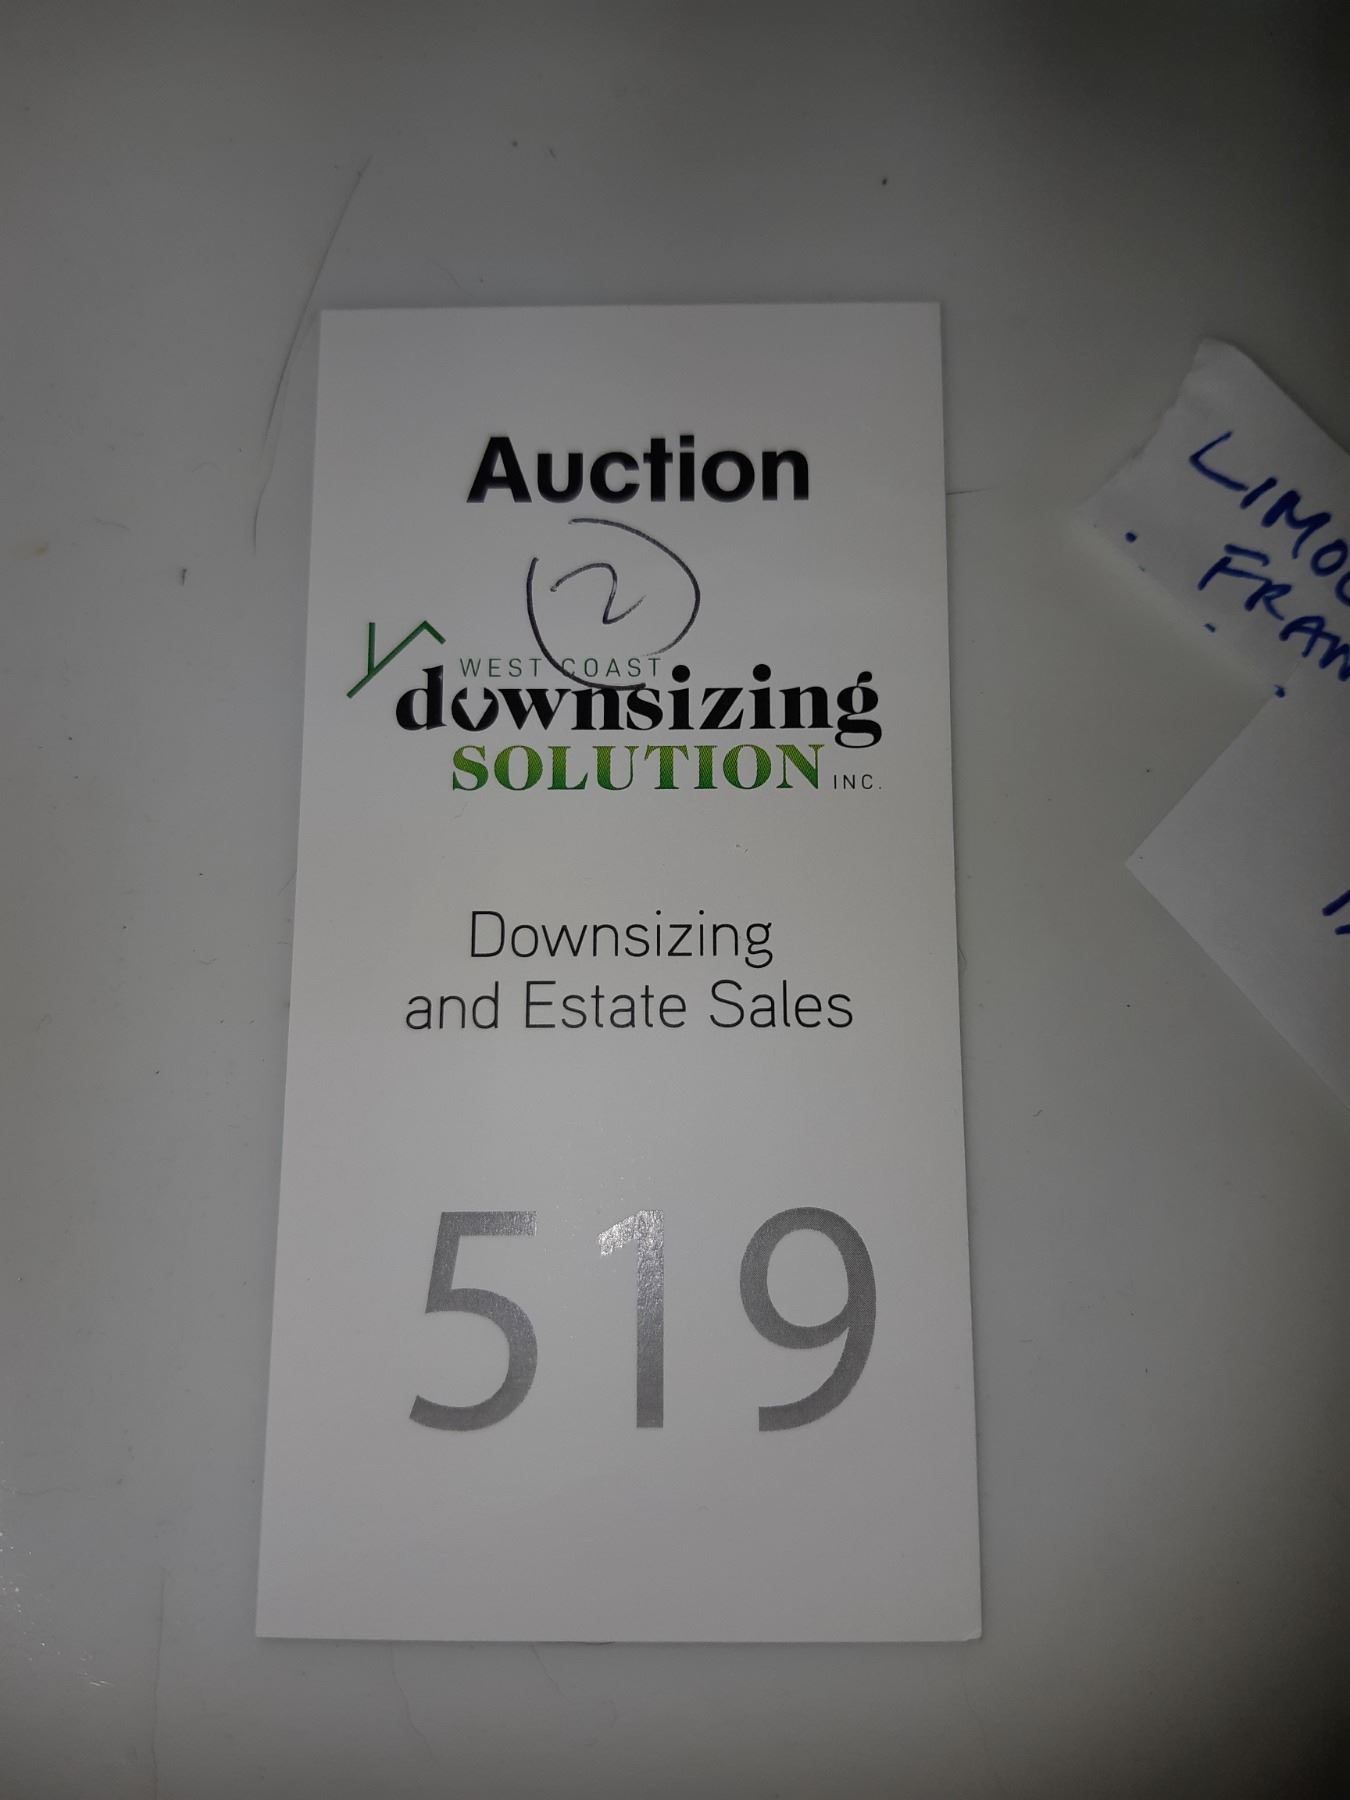 Auction
2
WEST COAST
downsizing
SOLUTION INC.
Downsizing
and Estate Sales
519